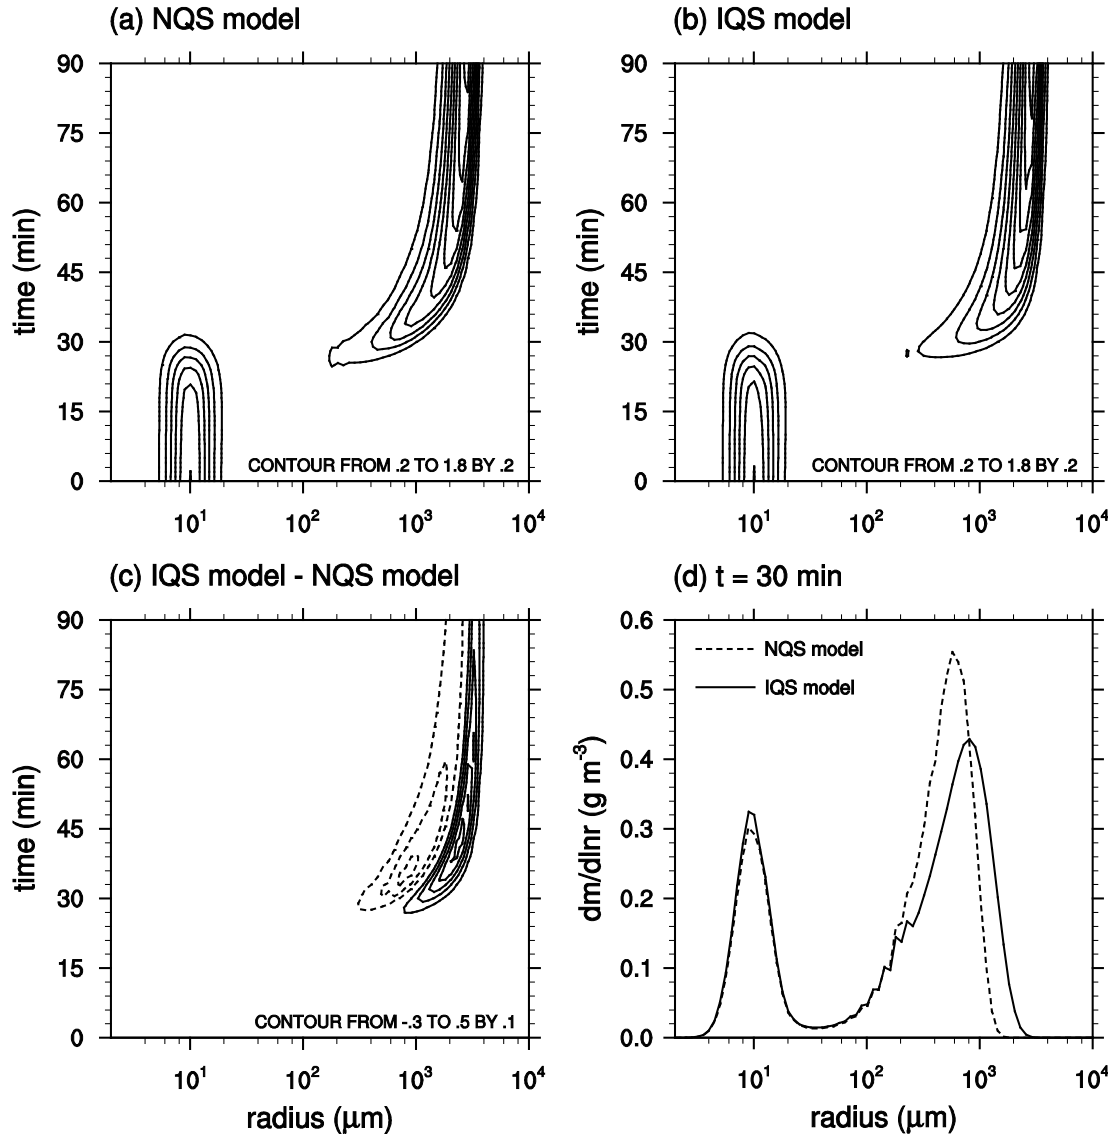 (a) NQS model
90
75
60
45
30
15
0
time (min)
CONTOUR FROM .2 TO 1.8 BY .2
10¹ 10² 10³ 10⁴
(b) IQS model
90
75
60
45
30
15
0
time (min)
CONTOUR FROM .2 TO 1.8 BY .2
10¹ 10² 10³ 10⁴
(c) IQS model - NQS model
90
75
60
45
30
15
0
time (min)
CONTOUR FROM -.3 TO .5 BY .1
10¹ 10² 10³ 10⁴
radius (μm)
(d) t = 30 min
0.6
0.5
0.4
0.3
0.2
0.1
0.0
dm/dlnr (g m⁻³)
NQS model
IQS model
10¹ 10² 10³ 10⁴
radius (μm)